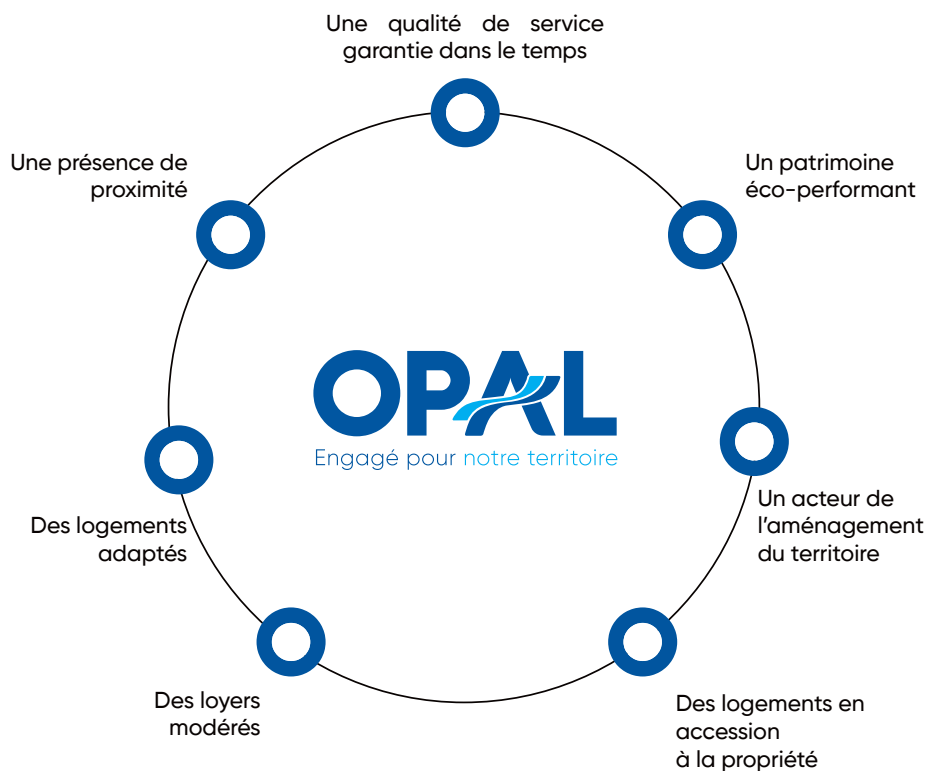 Une qualité de service
garantie dans le temps
Une présence de
proximité
Un patrimoine
éco-performant
OPAL
Engagé pour notre territoire
Des logements
adaptés
Un acteur de
l’aménagement
du territoire
Des loyers
modérés
Des logements en
accession
à la propriété